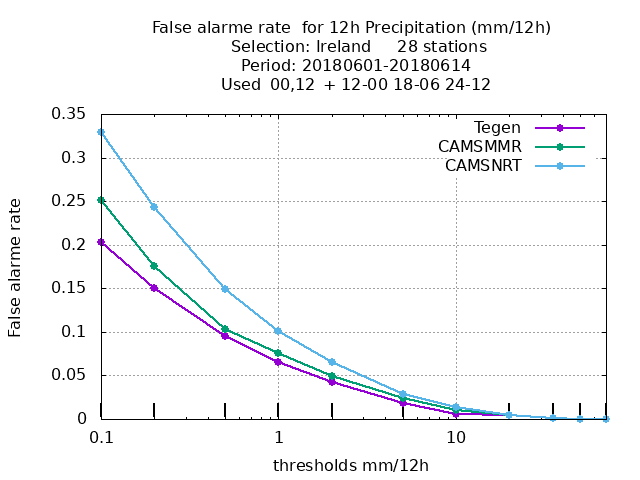 False alarme rate  for 12h Precipitation (mm/12h)
Selection: Ireland     28 stations
Period: 20180601-20180614
Used  00,12  + 12-00 18-06 24-12
Tegen
CAMSMMR
CAMSNRT
False alarme rate
0.35
0.3
0.25
0.2
0.15
0.1
0.05
0
0.1 1 10
thresholds mm/12h